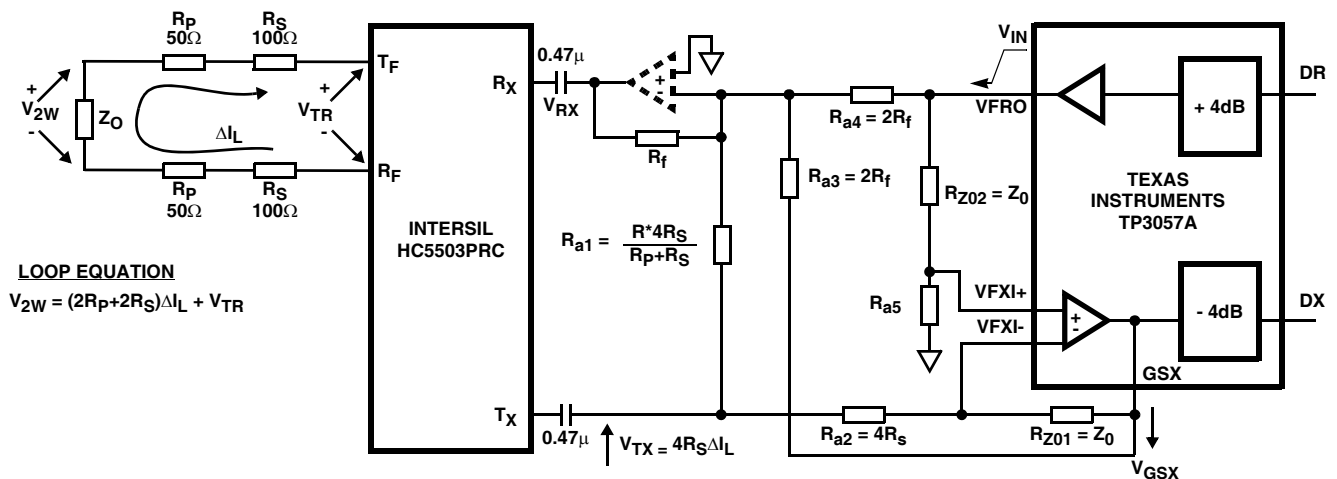 RP
50Ω
RS
100Ω
TF
+
V2W
-
ZO
ΔIL
+
VTR
-
RP
50Ω
RS
100Ω
RF
LOOP EQUATION
V2W = (2RP+2RS)ΔIL + VTR
INTERSIL
HC5503PRC
RX
TX
0.47µ
VRX
+
-
Rf
Ra1 = R*4RS
RP+RS
0.47µ
VTX = 4RSΔIL
Ra4 = 2Rf
Ra3 = 2Rf
VIN
VFRO
RZ02 = Z0
Ra5
VFXI+
VFXI-
+
-
Ra2 = 4Rs
RZ01 = Z0
GSX
VGSX
+ 4dB
DR
TEXAS
INSTRUMENTS
TP3057A
- 4dB
DX